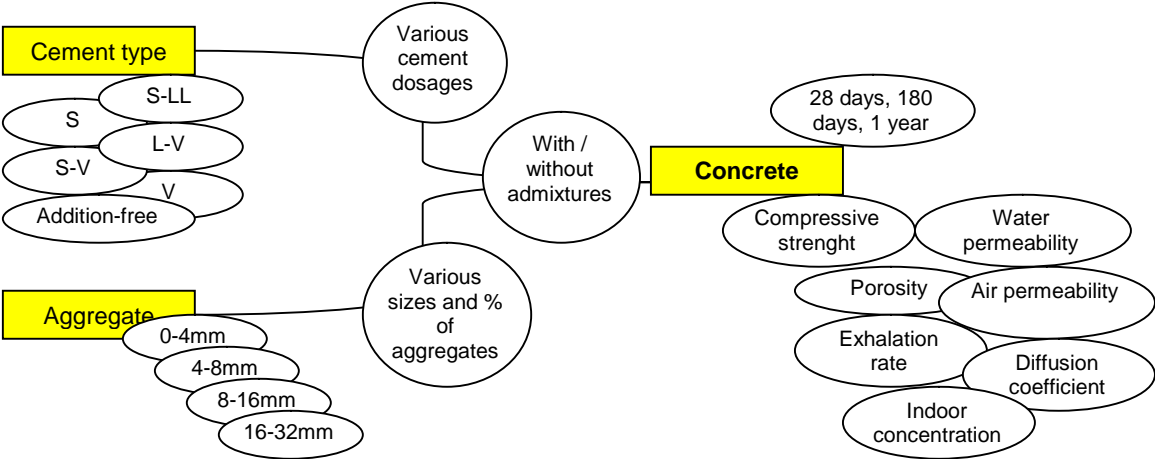 Cement type
S-LL
S
L-V
S-V
V
Addition-free
Various
cement
dosages
Aggregate
0-4mm
4-8mm
8-16mm
16-32mm
Various
sizes and %
of
aggregates
With /
without
admixtures
Concrete
28 days, 180
days, 1 year
Compressive
strenght
Water
permeability
Porosity
Air permeability
Exhalation
rate
Diffusion
coefficient
Indoor
concentration